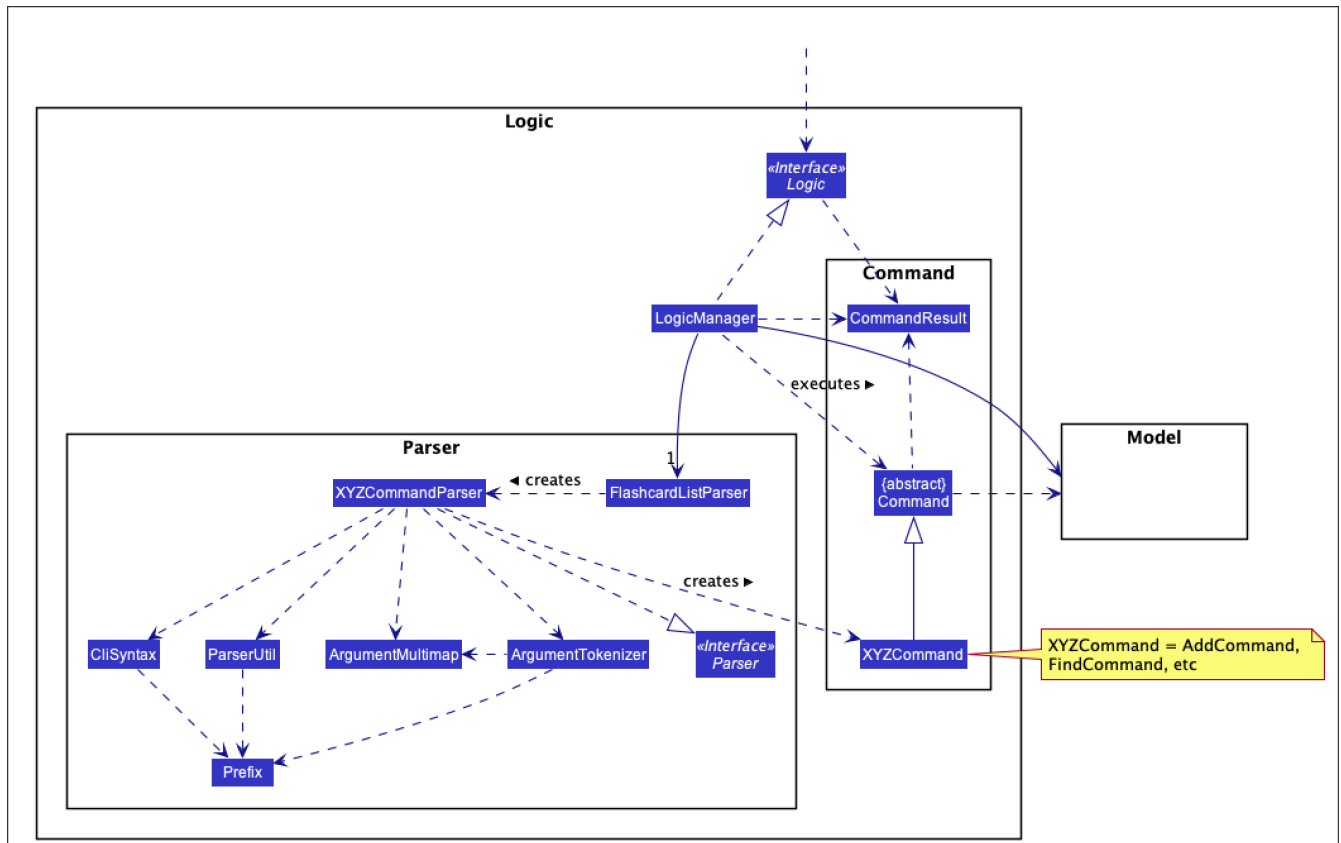 Logic
«Interface»
Logic
Command
LogicManager
CommandResult
executes ►
Parser
1
Model
XYZCommandParser
◄ creates
FlashcardListParser
{abstract}
Command
creates ►
CliSyntax
ParserUtil
ArgumentMultimap
ArgumentTokenizer
«Interface»
Parser
XYZCommand
XYZCommand = AddCommand,
FindCommand, etc
Prefix